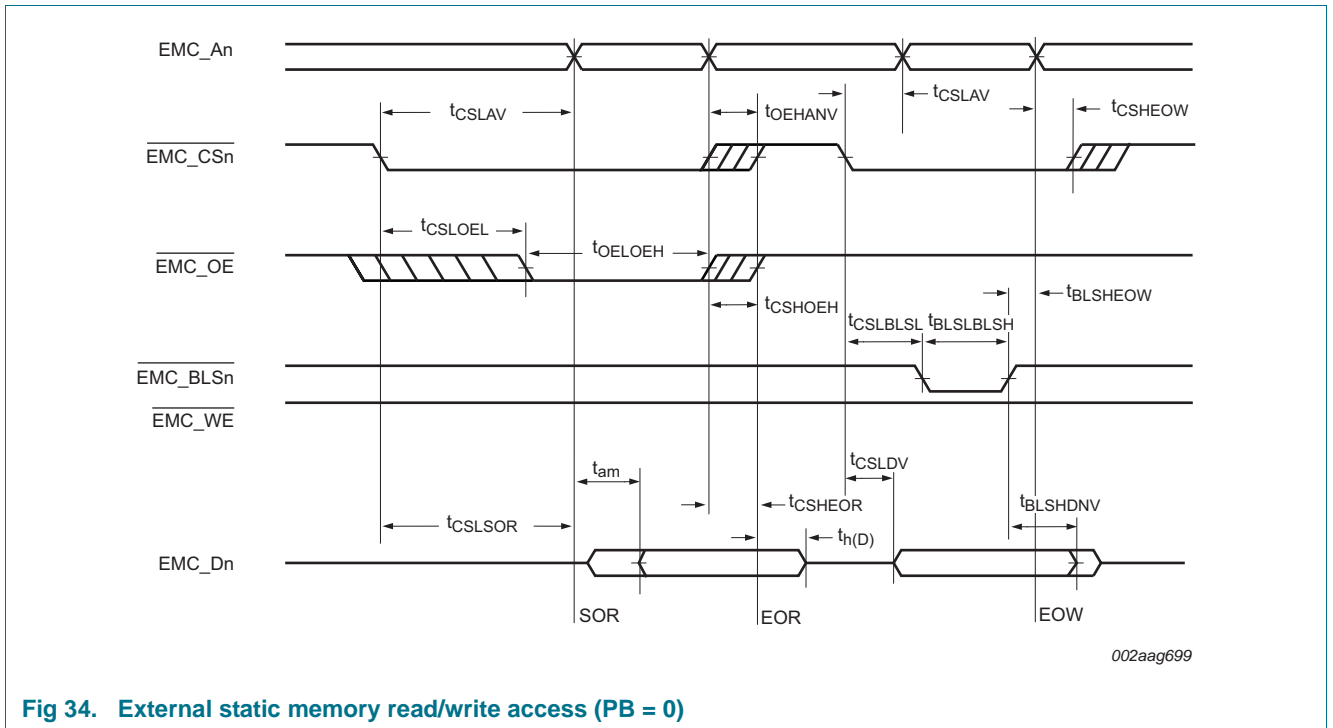 EMC_An
tCSLAV
tOEHANV
tCSLAV
tCSHEOW
EMC_CSn
tCSLOEL
tOELOEH
EMC_OE
tCSHOEH
tBLSHEOW
tCSLBLSL
tBLSLBLSH
EMC_BLSn
EMC_WE
tam
tCSLDV
tCSLSOR
tCSHEOR
tBLSHDNV
th(D)
EMC_Dn
SOR
EOR
EOW
002aag699
Fig 34. External static memory read/write access (PB = 0)